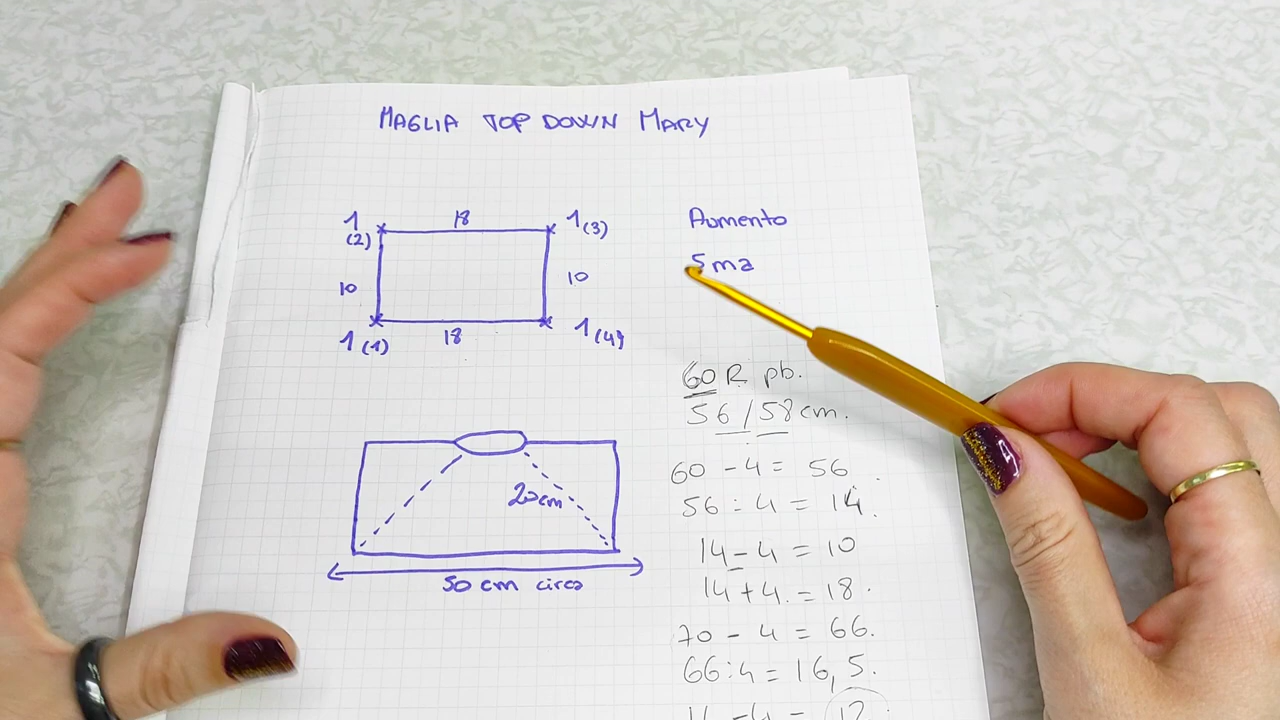 MAGLIA TOP DOWN MARY
1 18 1 (3)
(2)
10 10
1 (1) 18 1 (4)
Aumento
5 ma
60 R pb.
56 / 58 cm.
60 - 4 = 56
56 : 4 = 14.
14 - 4 = 10
14 + 4. = 18.
70 - 4 = 66.
66 : 4 = 16,5.
20 cm
50 cm circa